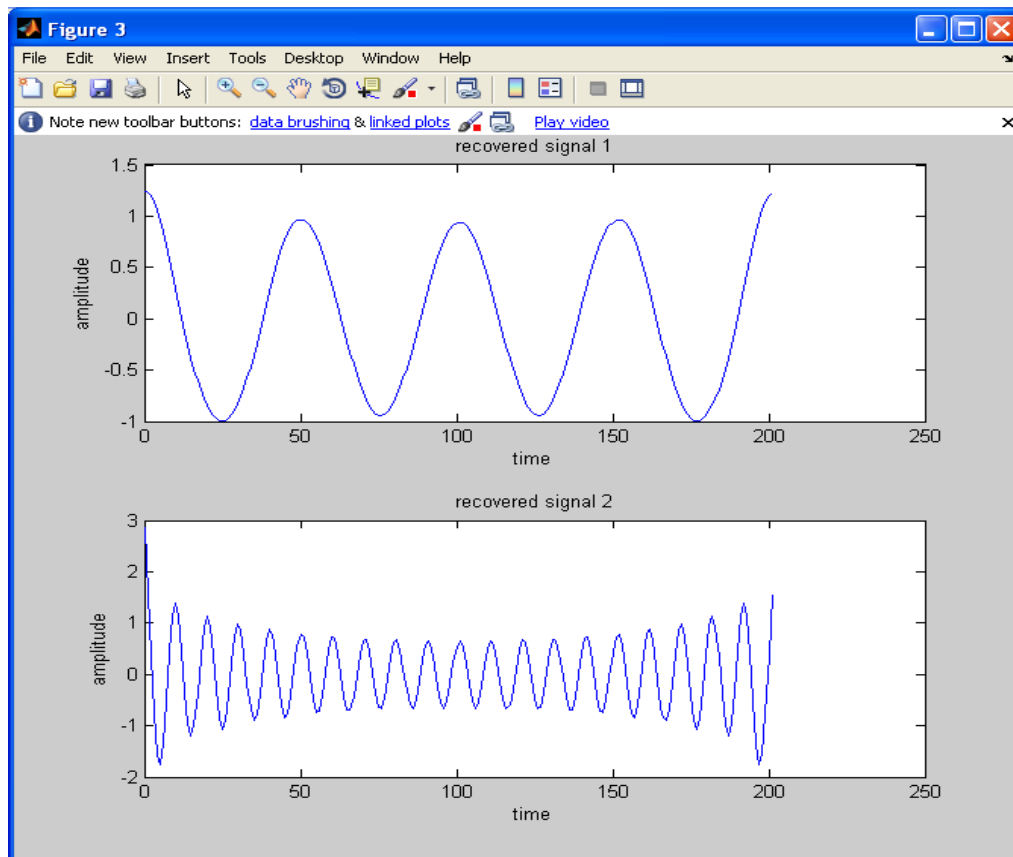 Figure 3
File Edit View Insert Tools Desktop Window Help
Note new toolbar buttons: data brushing & linked plots Play video
recovered signal 1
1.5
1
0.5
0
-0.5
-1
amplitude
0 50 100 150 200 250
time
recovered signal 2
3
2
1
0
-1
-2
amplitude
0 50 100 150 200 250
time